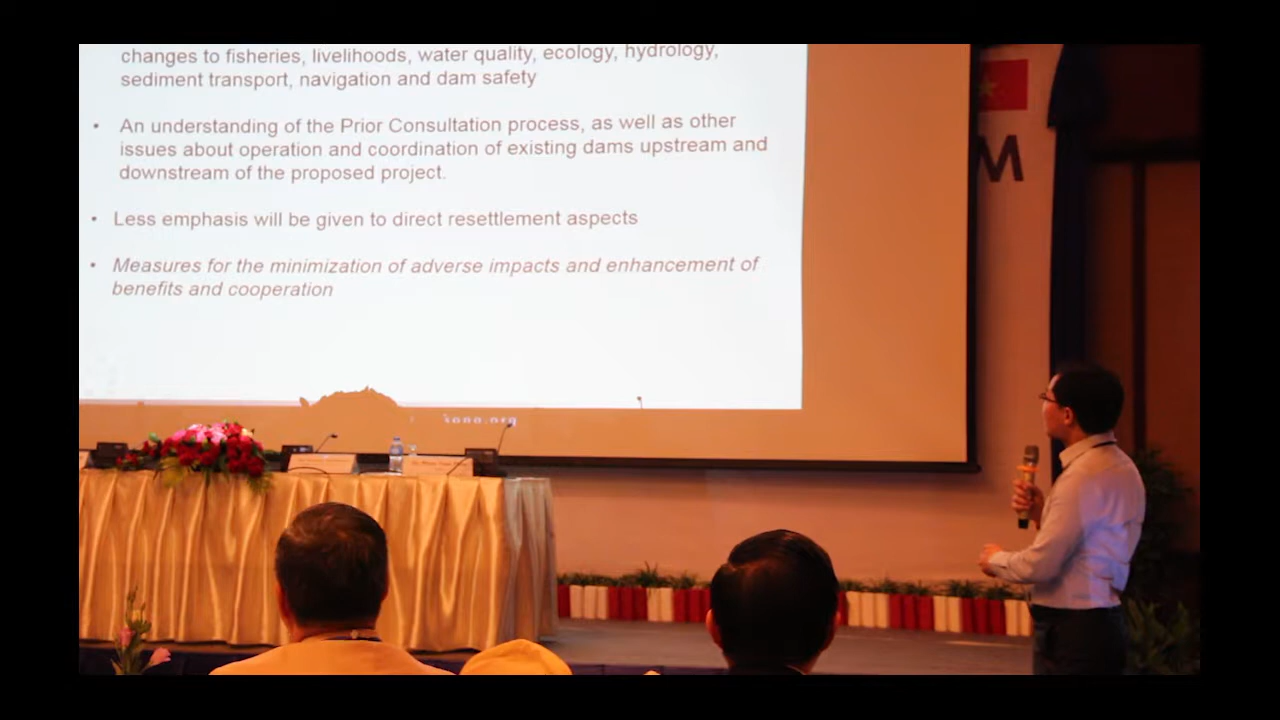 changes to fisheries, livelihoods, water quality, ecology, hydrology,
sediment transport, navigation and dam safety
• An understanding of the Prior Consultation process, as well as other
issues about operation and coordination of existing dams upstream and
downstream of the proposed project.
• Less emphasis will be given to direct resettlement aspects
• Measures for the minimization of adverse impacts and enhancement of
benefits and cooperation
M